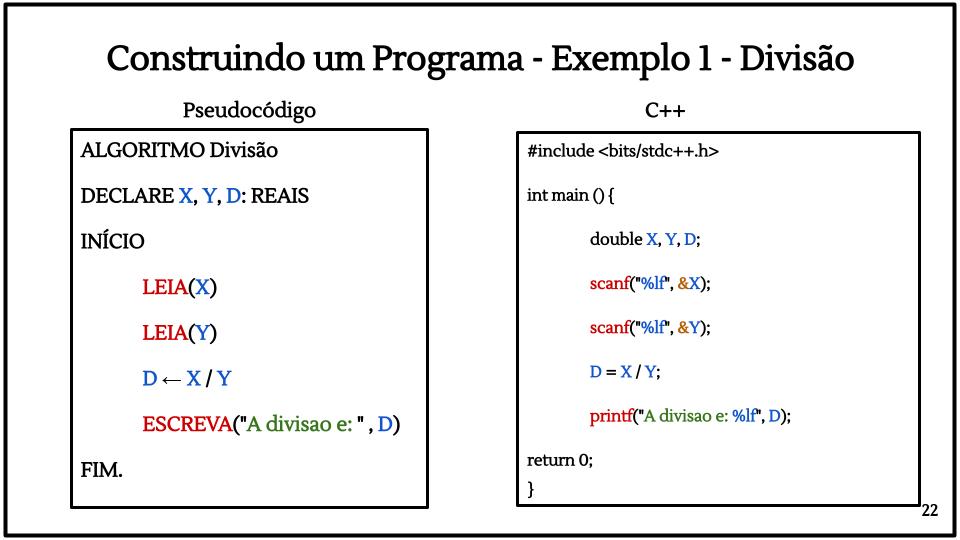 Construindo um Programa - Exemplo 1 - Divisão
Pseudocódigo
ALGORITMO Divisão
DECLARE X, Y, D: REAIS
INÍCIO
LEIA(X)
LEIA(Y)
D ← X / Y
ESCREVA("A divisao e: " , D)
FIM.
C++
#include <bits/stdc++.h>
int main () {
double X, Y, D;
scanf("%lf", &X);
scanf("%lf", &Y);
D = X / Y;
printf("A divisao e: %lf", D);
return 0;
}
22